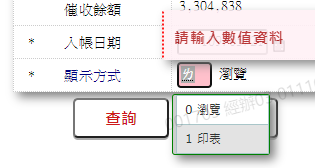 催收餘額 3,304,838
* 入帳日期 請輸入數值資料
* 顯示方式 瀏覽
查詢
0 瀏覽
1 印表